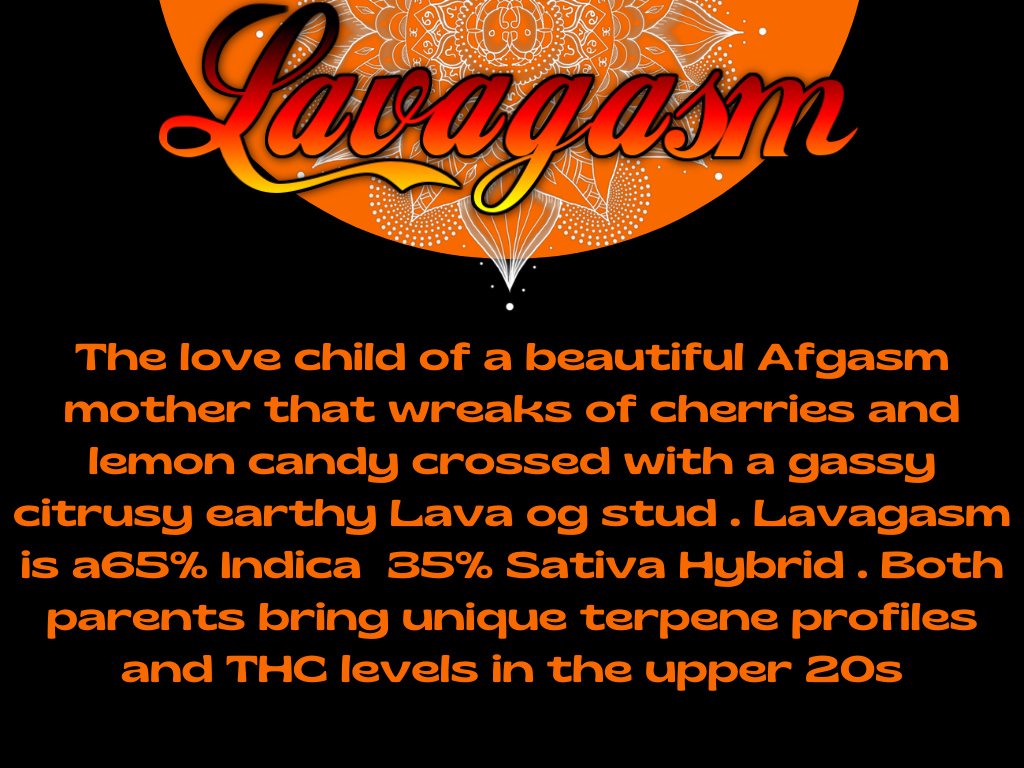 Lavagasm
The love child of a beautiful Afgasm
mother that wreaks of cherries and
lemon candy crossed with a gassy
citrusy earthy Lava og stud . Lavagasm
is a65% Indica  35% Sativa Hybrid . Both
parents bring unique terpene profiles
and THC levels in the upper 20s